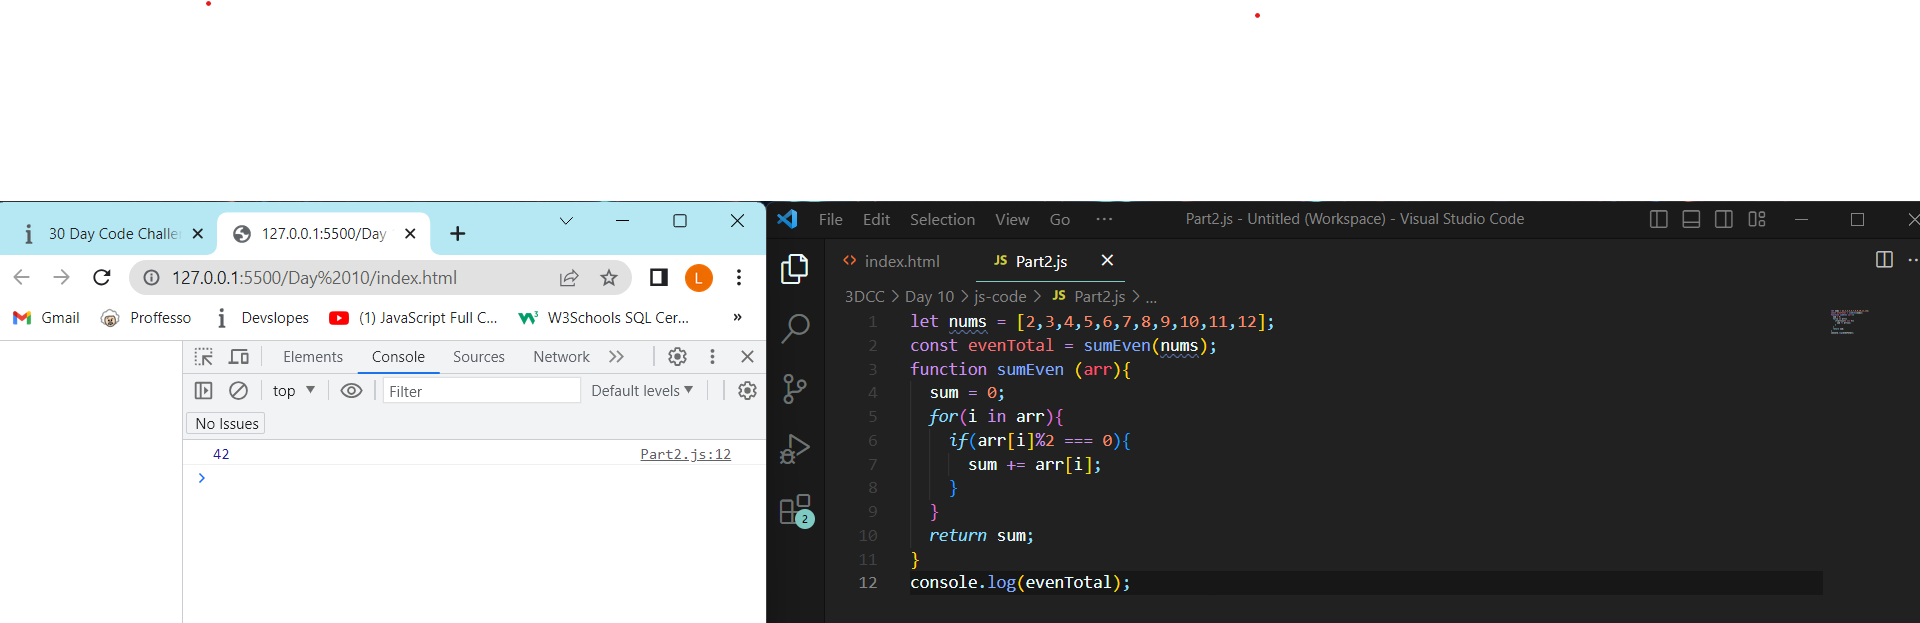 30 Day Code Challe
127.0.0.1:5500/Day
127.0.0.1:5500/Day%2010/index.html
L
Gmail
Proffesso
Devslopes
(1) JavaScript Full C...
W3Schools SQL Cer...
»
Elements
Console
Sources
Network
top
Filter
Default levels
No Issues
42
Part2.js:12
File Edit Selection View Go ···
Part2.js - Untitled (Workspace) - Visual Studio Code
2
<> index.html
JS Part2.js
3DCC > Day 10 > js-code > JS Part2.js > ...
1 let nums = [2,3,4,5,6,7,8,9,10,11,12];
2 const evenTotal = sumEven(nums);
3 function sumEven (arr){
4 sum = 0;
5 for(i in arr){
6 if(arr[i]%2 === 0){
7 sum += arr[i];
8 }
9 }
10 return sum;
11 }
12 console.log(evenTotal);